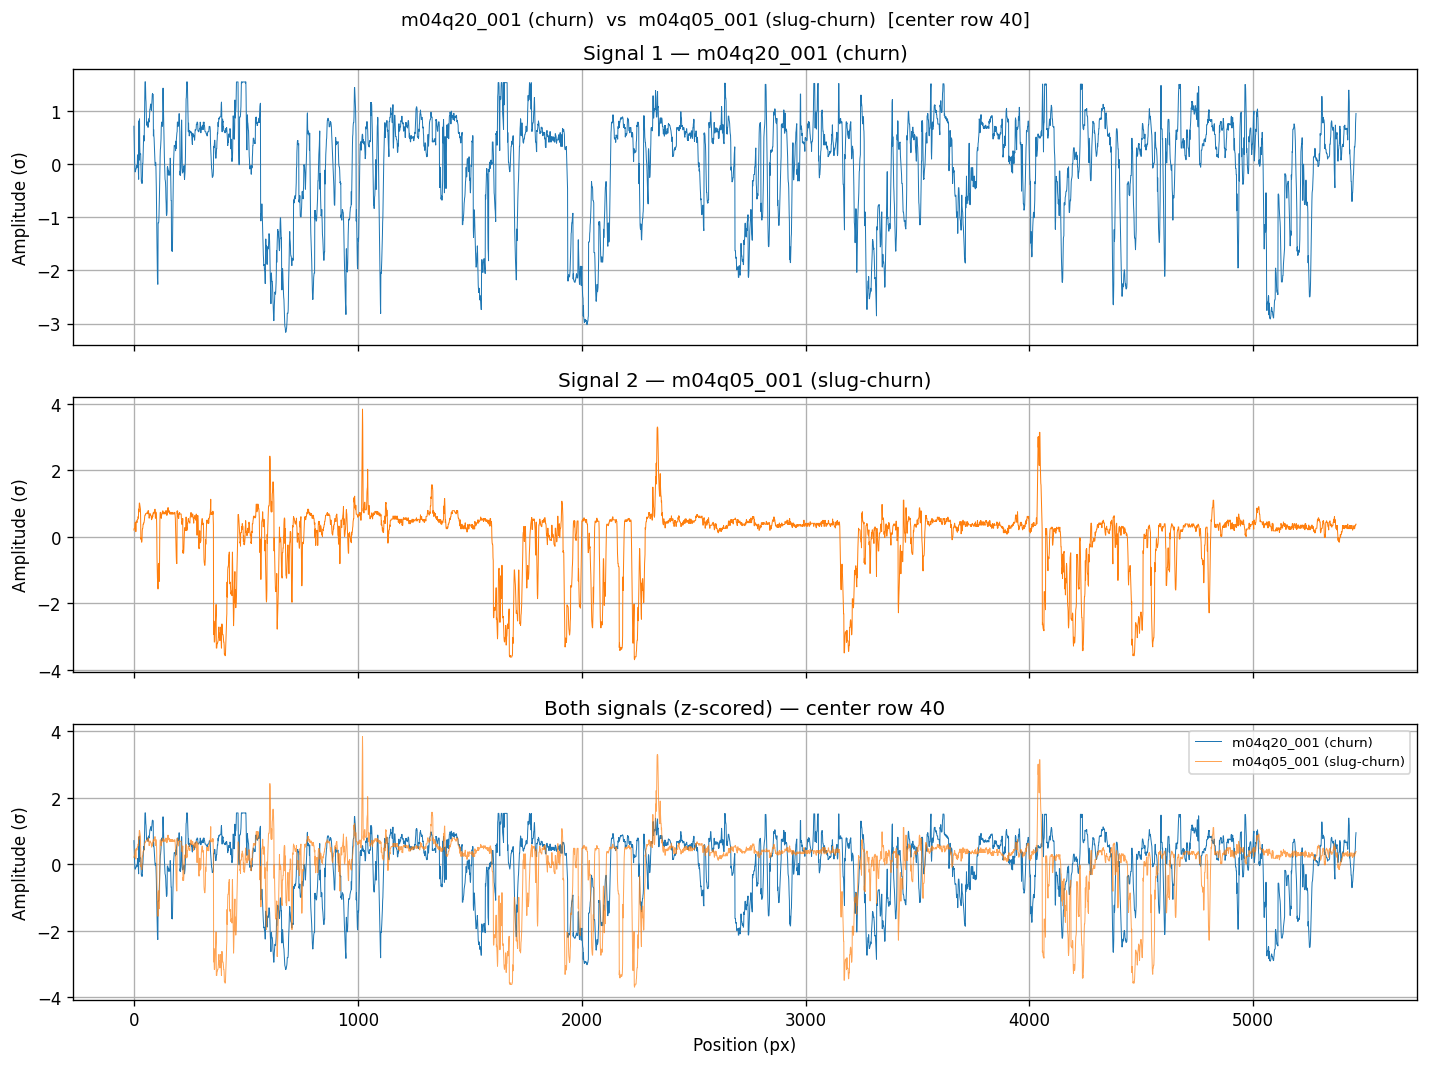 m04q20_001 (churn)  vs  m04q05_001 (slug-churn)  [center row 40]
Signal 1 — m04q20_001 (churn)
Amplitude (σ)
1
0
−1
−2
−3
Signal 2 — m04q05_001 (slug-churn)
Amplitude (σ)
4
2
0
−2
−4
Both signals (z-scored) — center row 40
Amplitude (σ)
4
2
0
−2
−4
m04q20_001 (churn)
m04q05_001 (slug-churn)
0 1000 2000 3000 4000 5000
Position (px)